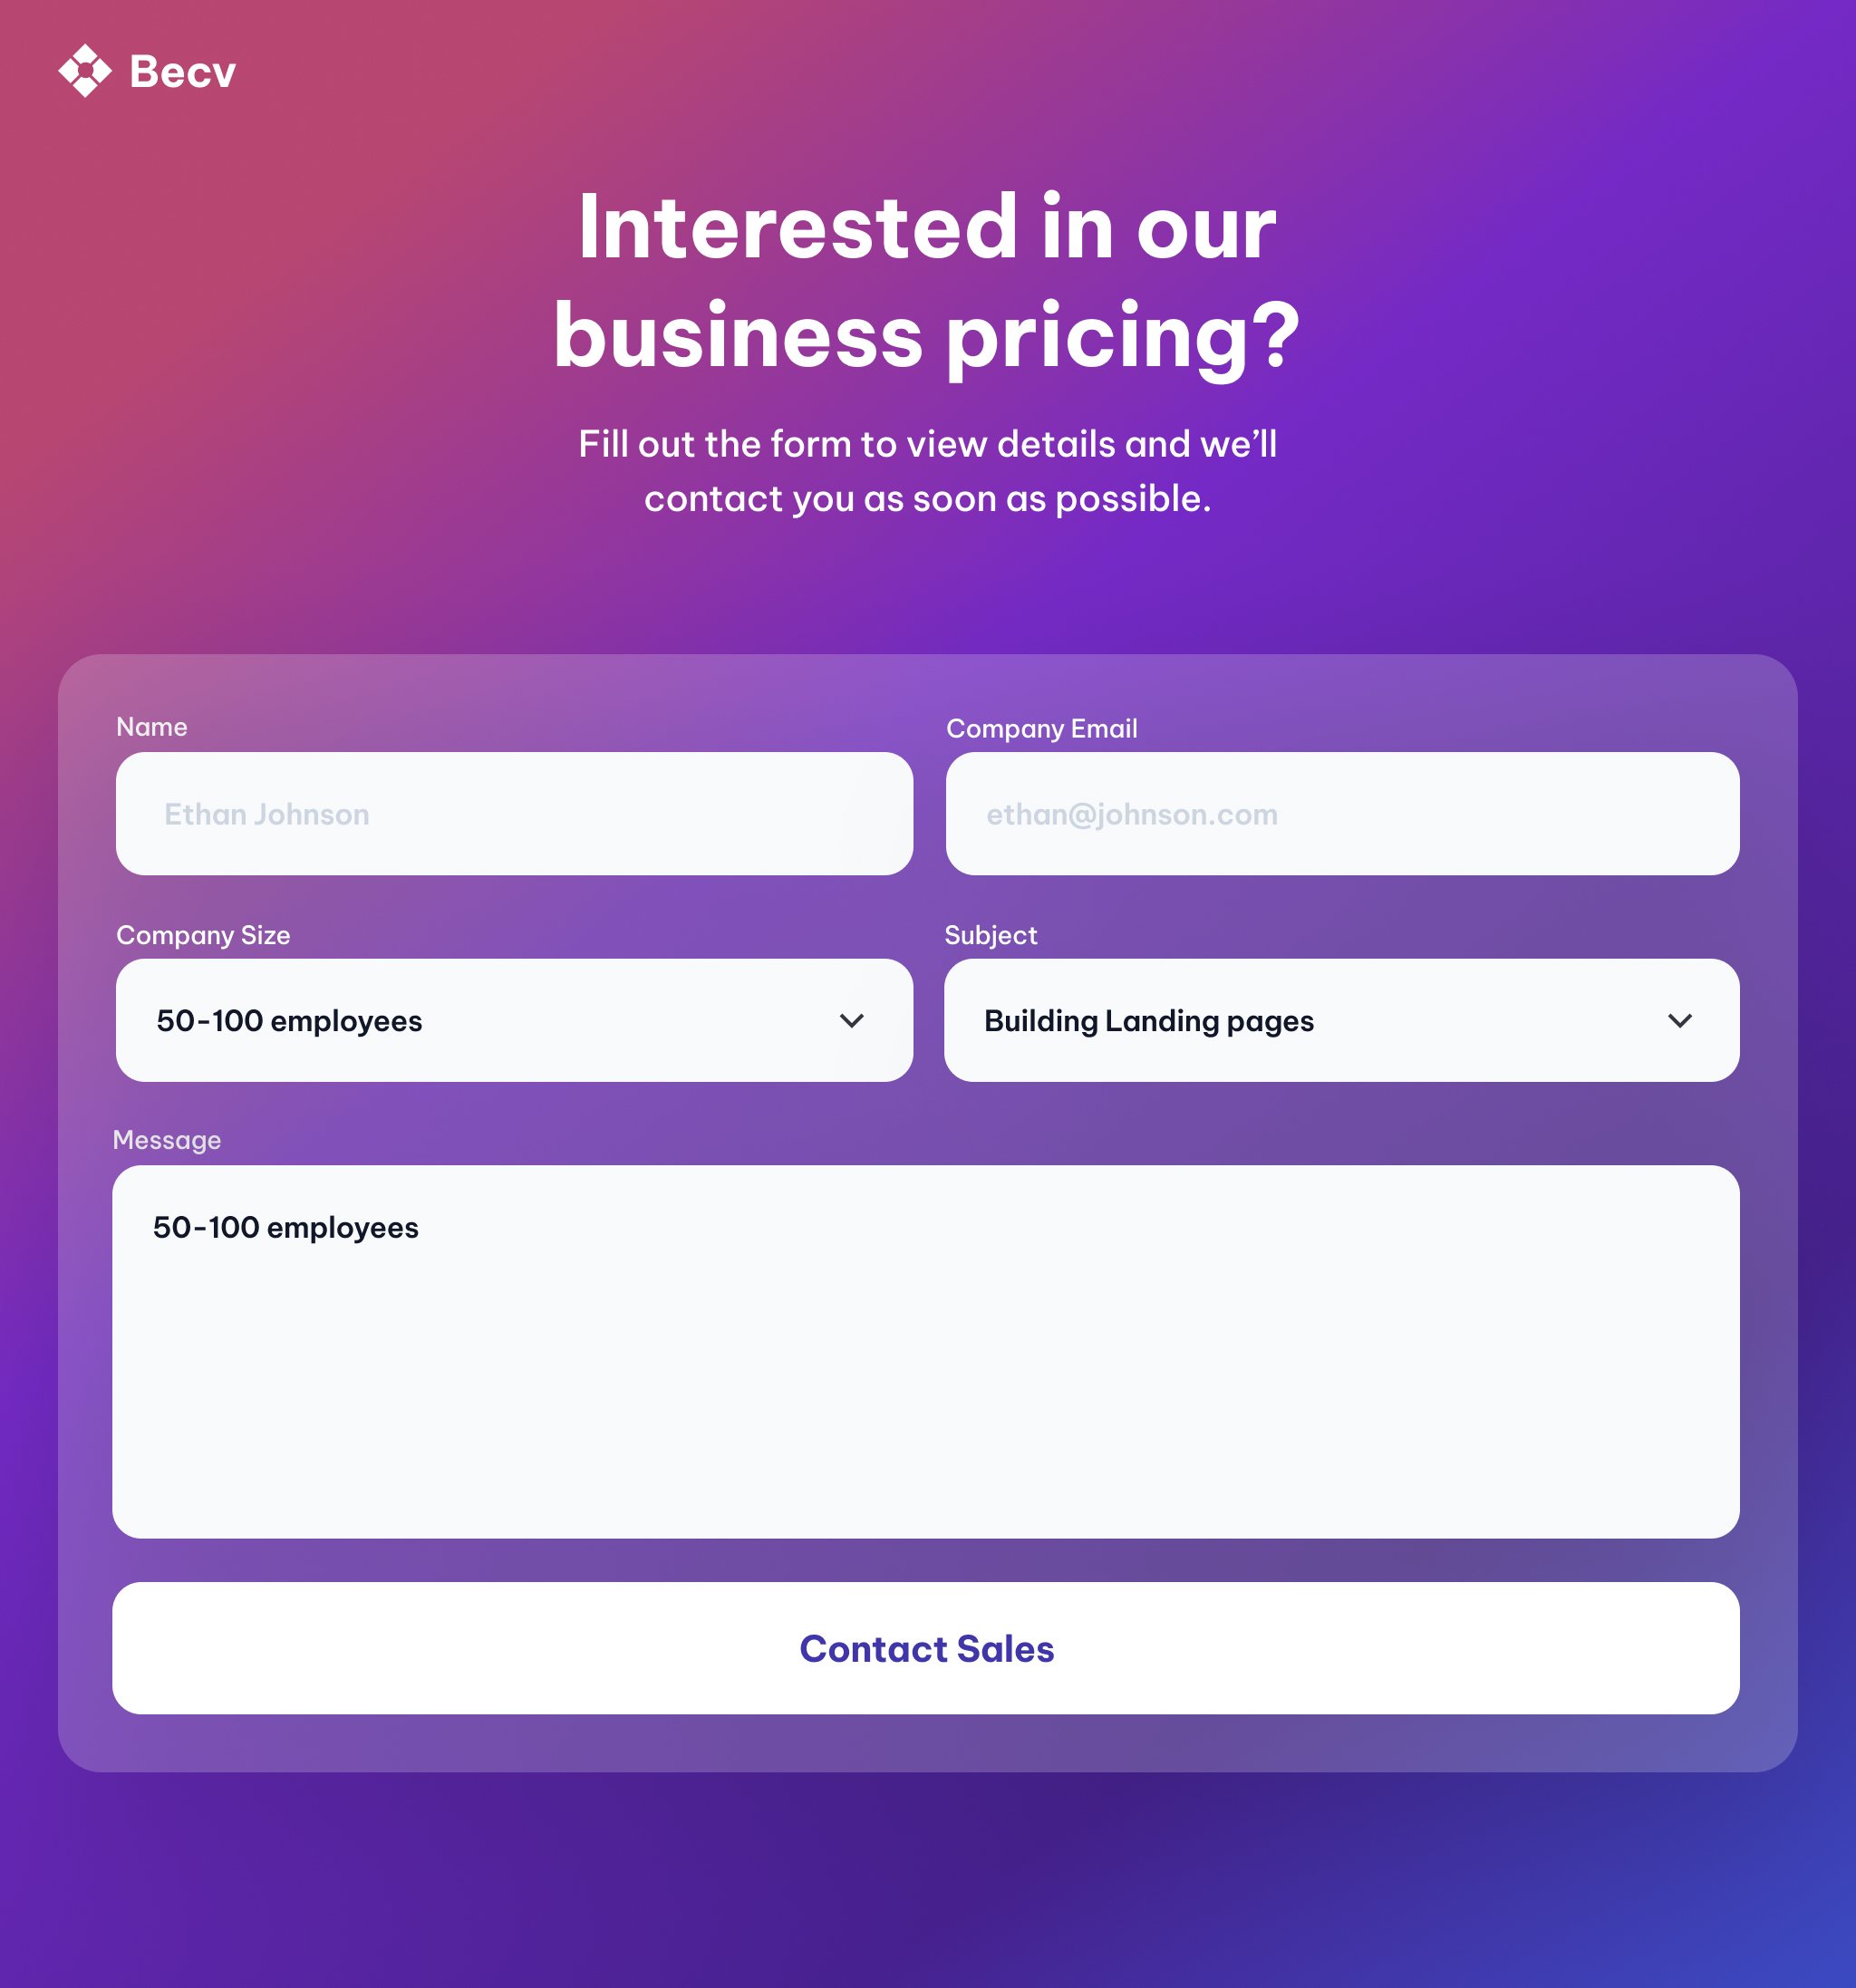 Becv
Interested in our
business pricing?
Fill out the form to view details and we’ll
contact you as soon as possible.
Name
Company Email
Ethan Johnson
ethan@johnson.com
Company Size
Subject
50-100 employees
Building Landing pages
Message
50-100 employees
Contact Sales